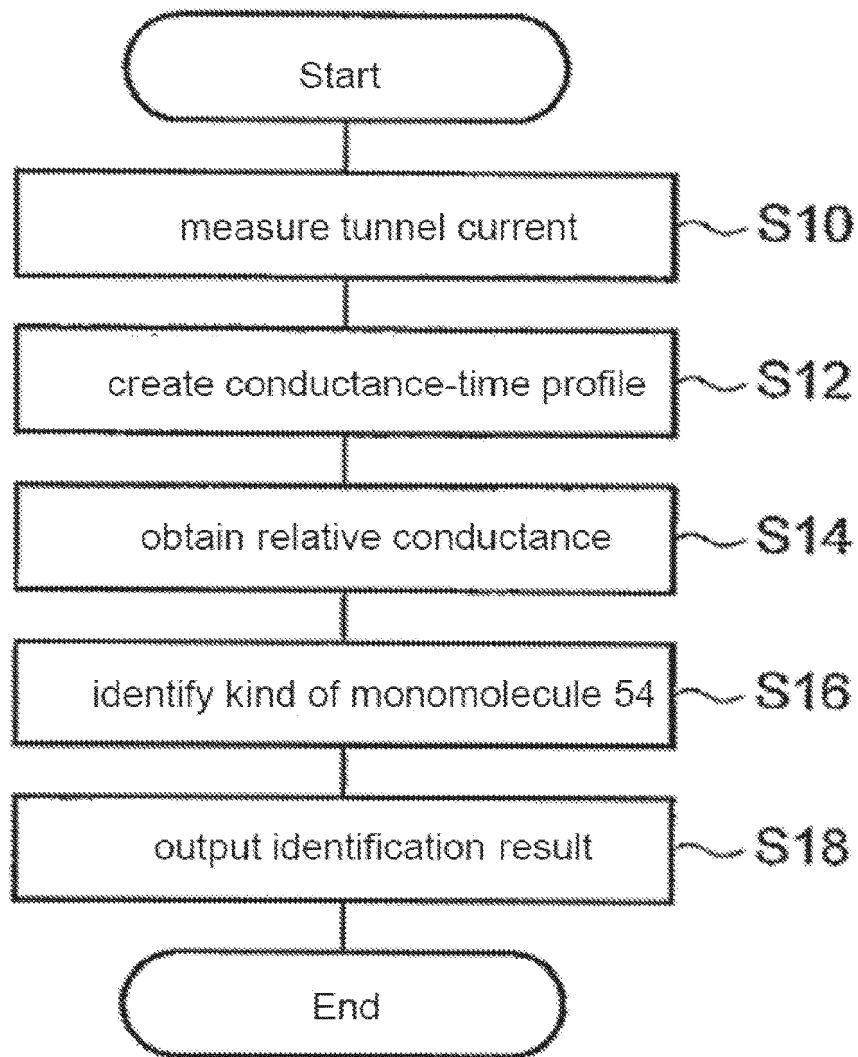 Start
measure tunnel current
S10
create conductance-time profile
S12
obtain relative conductance
S14
identify kind of monomolecule 54
S16
output identification result
S18
End